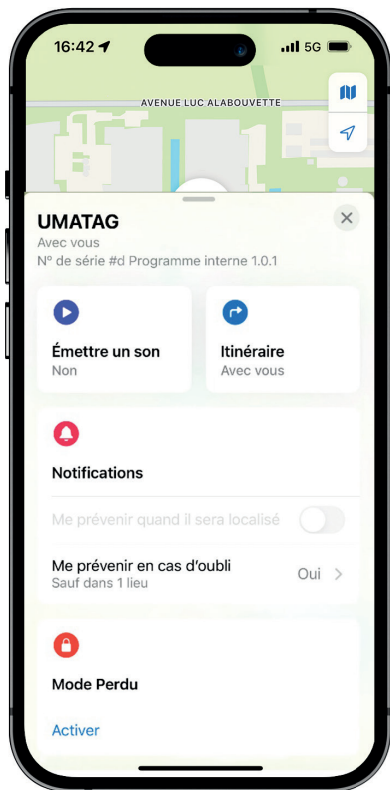 16:42
5G
AVENUE LUC ALABOUVETTE
UMATAG
Avec vous
N° de série #d Programme interne 1.0.1
Émettre un son
Non
Itinéraire
Avec vous
Notifications
Me prévenir quand il sera localisé
Me prévenir en cas d'oubli
Sauf dans 1 lieu
Oui
Mode Perdu
Activer